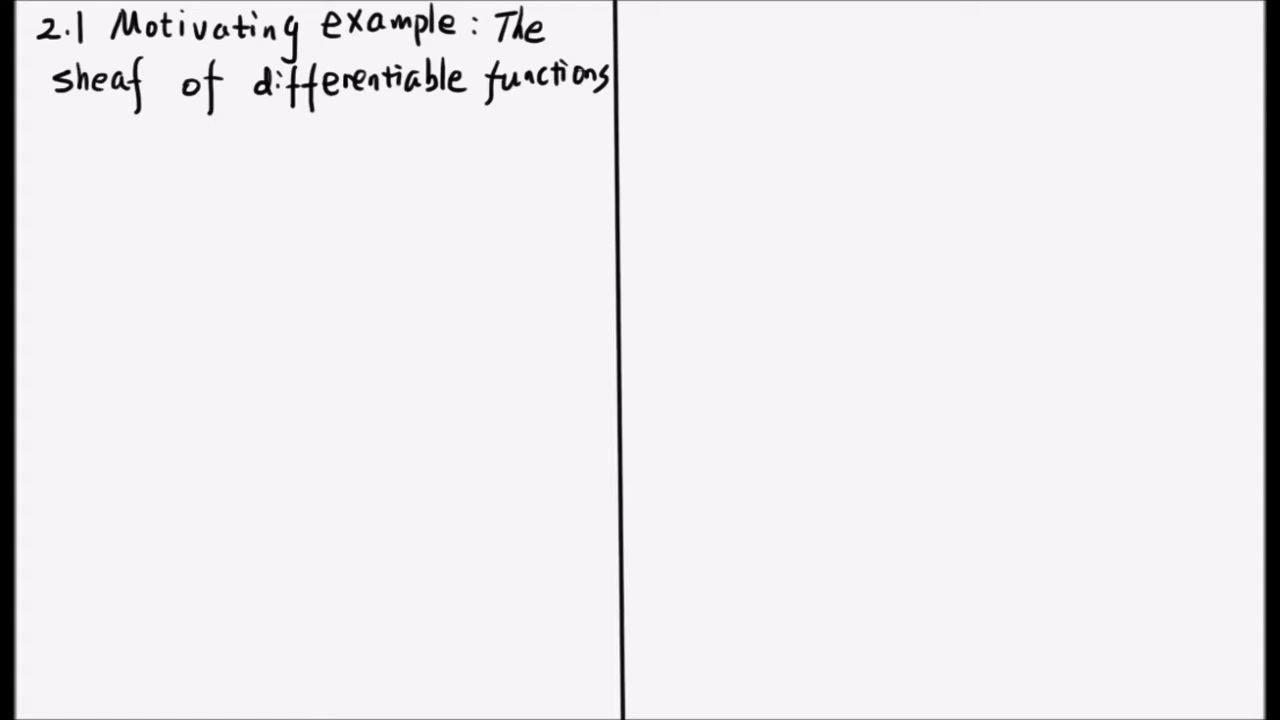 2.1 Motivating example: The
sheaf of differentiable functions